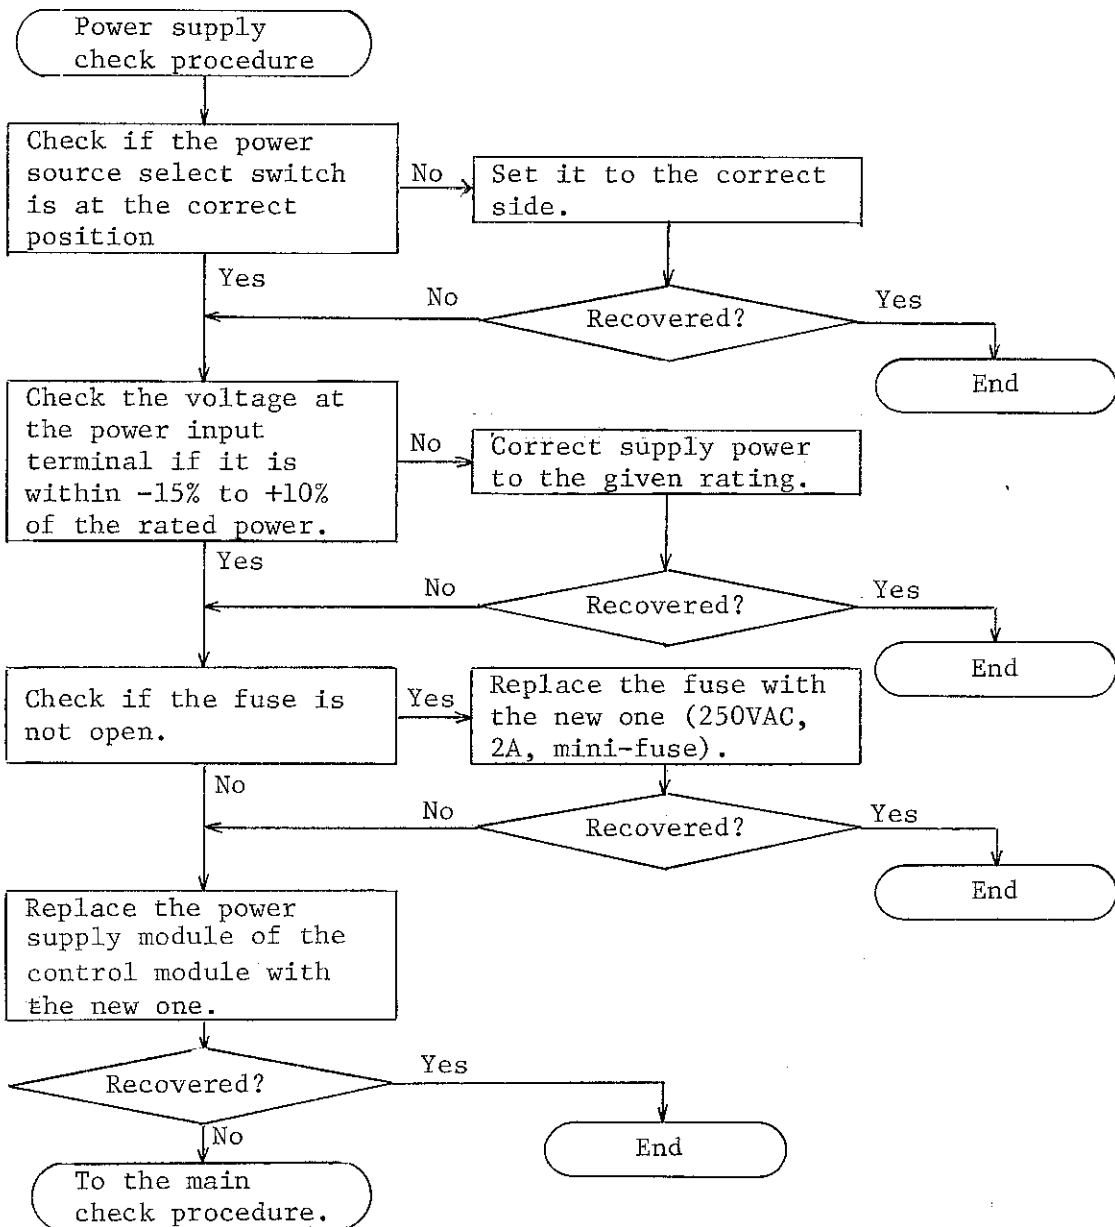 Power supply
check procedure
Check if the power
source select switch
is at the correct
position
No
Set it to the correct
side.
Yes
No
Recovered?
Yes
End
Check the voltage at
the power input
terminal if it is
within -15% to +10%
of the rated power.
No
Correct supply power
to the given rating.
Yes
No
Recovered?
Yes
End
Check if the fuse is
not open.
Yes
Replace the fuse with
the new one (250VAC,
2A, mini-fuse).
No
No
Recovered?
Yes
End
Replace the power
supply module of the
control module with
the new one.
Recovered?
Yes
No
End
To the main
check procedure.